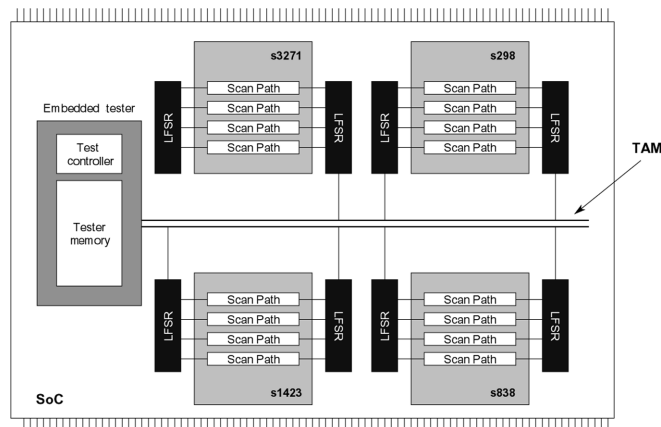 s3271
s298
Scan Path
Scan Path
Scan Path
Scan Path
LFSR
LFSR
Scan Path
Scan Path
Scan Path
Scan Path
LFSR
LFSR
Embedded tester
Test
controller
Tester
memory
TAM
LFSR
Scan Path
Scan Path
Scan Path
Scan Path
LFSR
s1423
LFSR
Scan Path
Scan Path
Scan Path
Scan Path
LFSR
s838
SoC